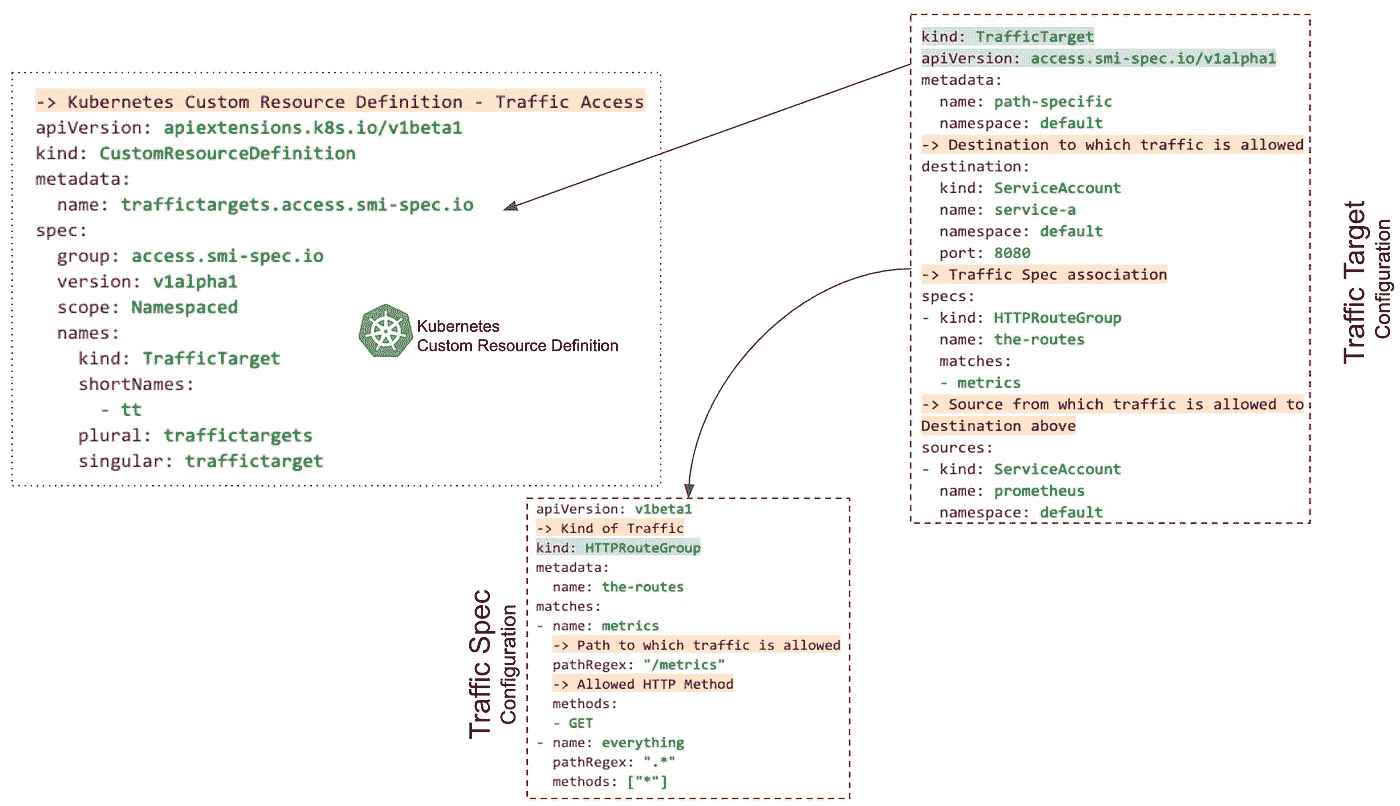 -> Kubernetes Custom Resource Definition - Traffic Access
apiVersion: apiextensions.k8s.io/v1beta1
kind: CustomResourceDefinition
metadata:
  name: traffictargets.access.smi-spec.io
spec:
  group: access.smi-spec.io
  version: v1alpha1
  scope: Namespaced
  names:
    kind: TrafficTarget
    shortNames:
      - tt
    plural: traffictargets
    singular: traffictarget
Kubernetes
Custom Resource Definition
kind: TrafficTarget
apiVersion: access.smi-spec.io/v1alpha1
metadata:
  name: path-specific
  namespace: default
-> Destination to which traffic is allowed
destination:
  kind: ServiceAccount
  name: service-a
  namespace: default
  port: 8080
-> Traffic Spec association
specs:
- kind: HTTPRouteGroup
  name: the-routes
  matches:
  - metrics
-> Source from which traffic is allowed to
Destination above
sources:
- kind: ServiceAccount
  name: prometheus
  namespace: default
Traffic Target
Configuration
apiVersion: v1beta1
-> Kind of Traffic
kind: HTTPRouteGroup
metadata:
  name: the-routes
matches:
- name: metrics
  -> Path to which traffic is allowed
  pathRegex: "/metrics"
  -> Allowed HTTP Method
  methods:
  - GET
- name: everything
  pathRegex: ".*"
  methods: ["*"]
Traffic Spec
Configuration